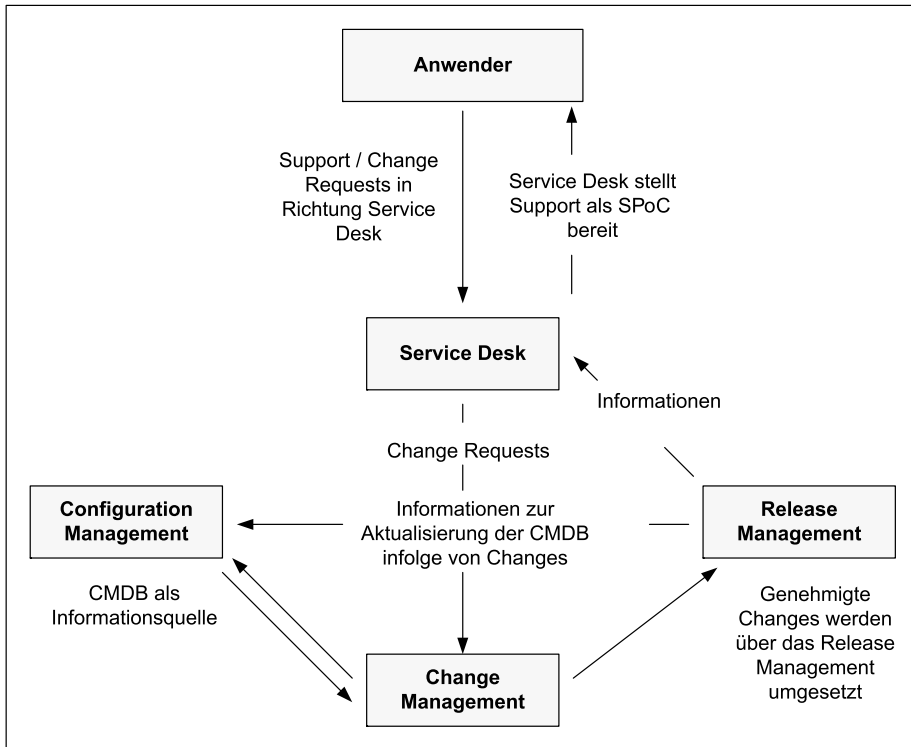 Anwender
Support / Change
Requests in
Richtung Service
Desk
Service Desk stellt
Support als SPoC
bereit
Service Desk
Informationen
Change Requests
Configuration
Management
Informationen zur
Aktualisierung der CMDB
infolge von Changes
Release
Management
CMDB als
Informationsquelle
Genehmigte
Changes werden
über das Release
Management
umgesetzt
Change
Management